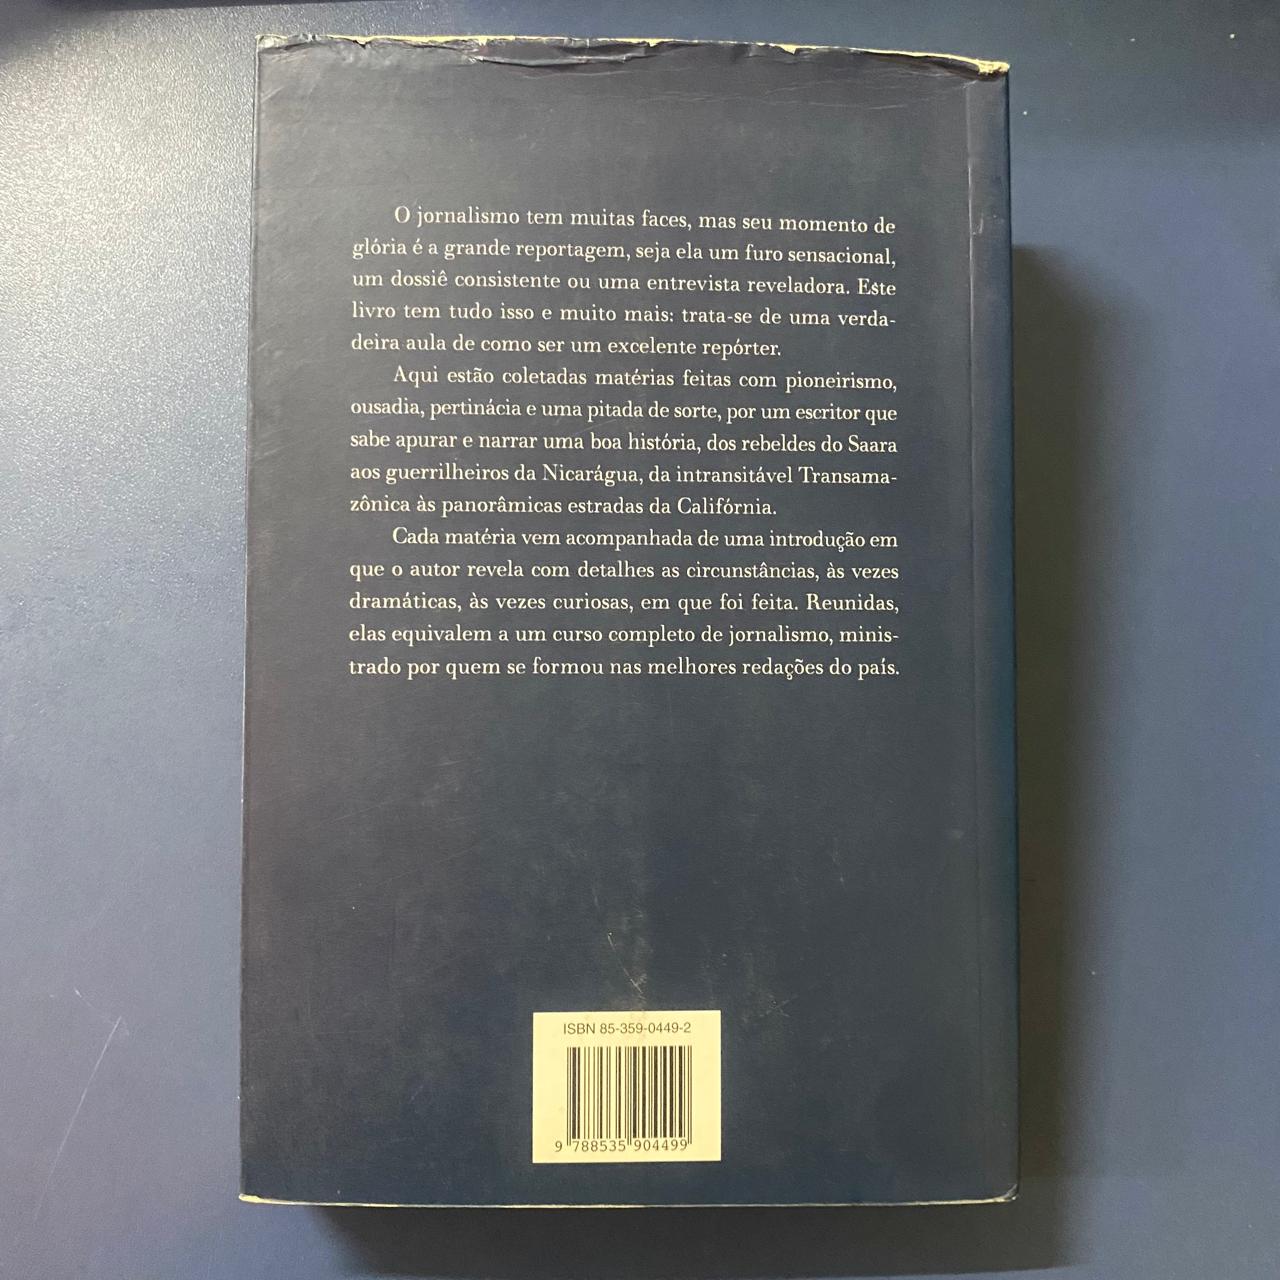 O jornalismo tem muitas faces, mas seu momento de
glória é a grande reportagem, seja ela um furo sensacional,
um dossiê consistente ou uma entrevista reveladora. Este
livro tem tudo isso e muito mais: trata-se de uma verda-
deira aula de como ser um excelente repórter.
Aqui estão coletadas matérias feitas com pioneirismo,
ousadia, pertinácia e uma pitada de sorte, por um escritor que
sabe apurar e narrar uma boa história, dos rebeldes do Saara
aos guerrilheiros da Nicarágua, da intransitável Transama-
zônica às panorâmicas estradas da Califórnia.
Cada matéria vem acompanhada de uma introdução em
que o autor revela com detalhes as circunstâncias, às vezes
dramáticas, às vezes curiosas, em que foi feita. Reunidas,
elas equivalem a um curso completo de jornalismo, minis-
trado por quem se formou nas melhores redações do país.
ISBN 85-359-0449-2
9 788535 904499